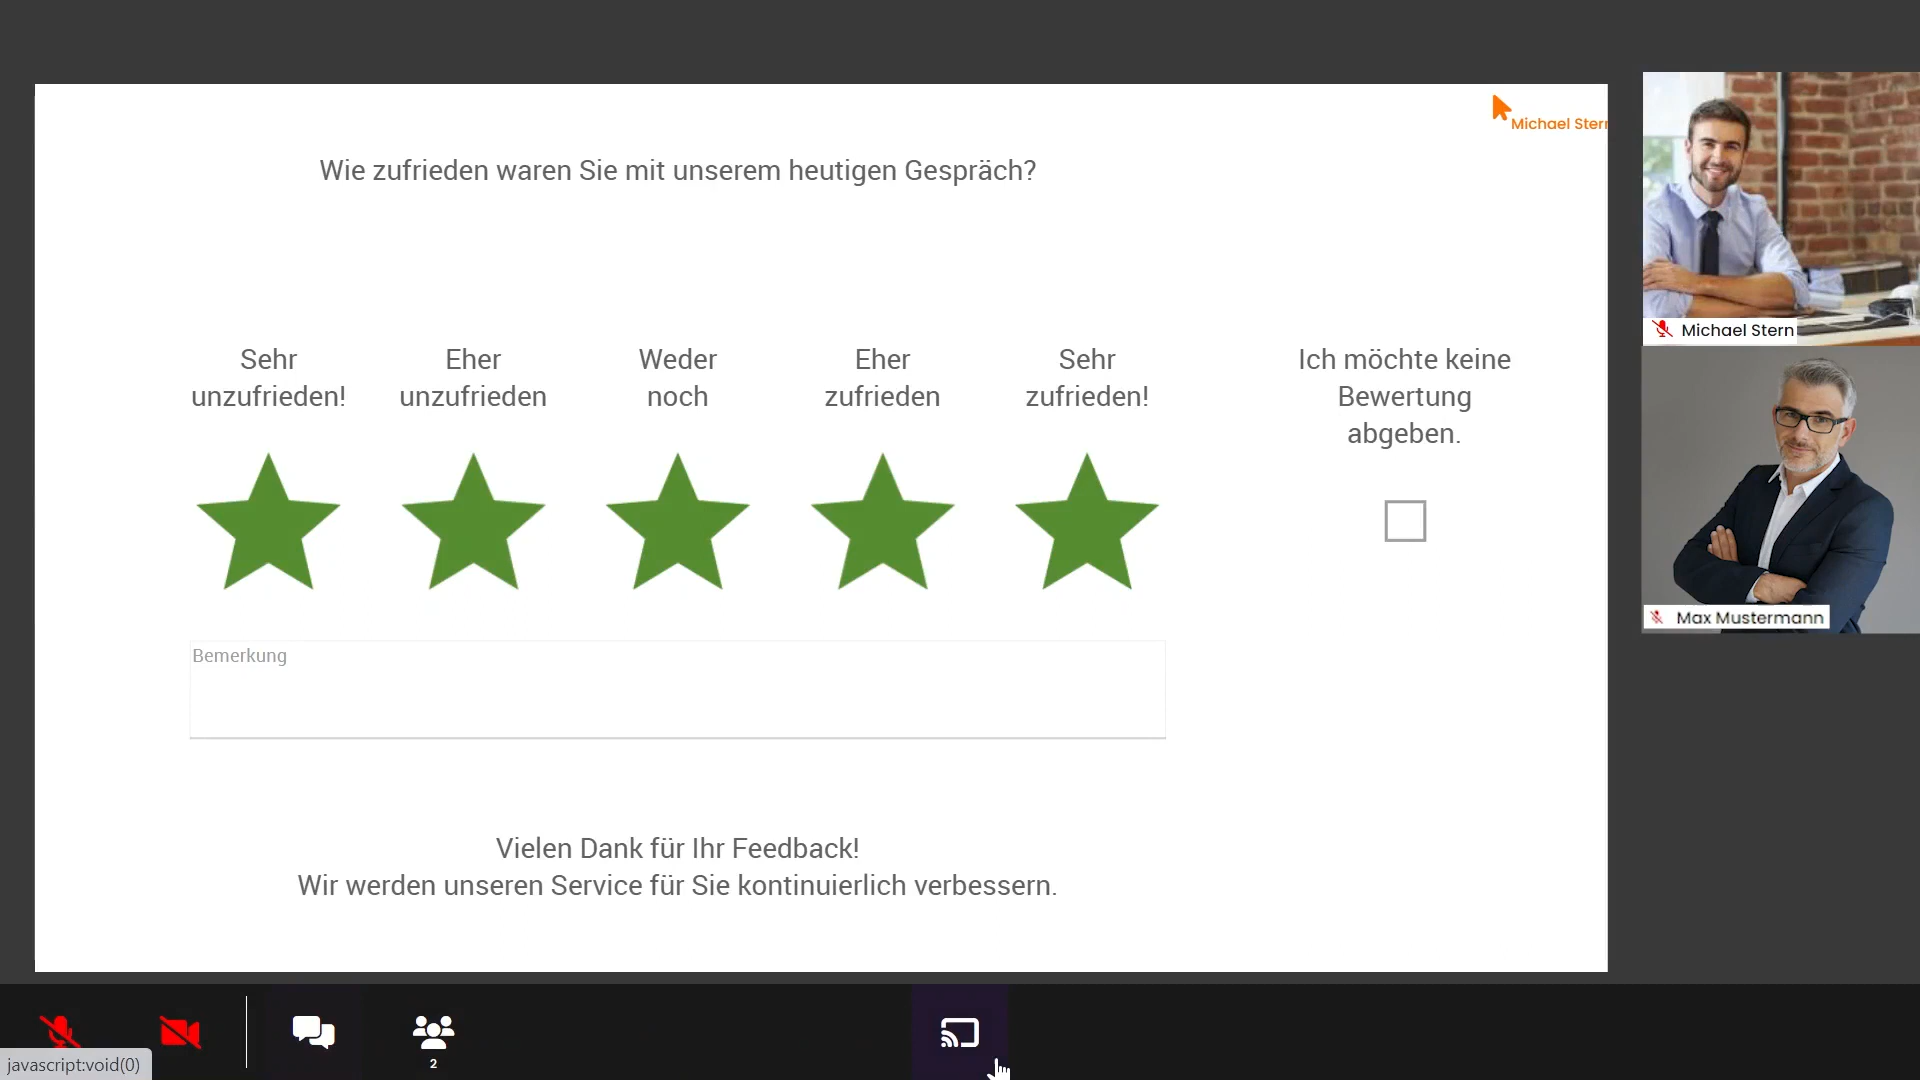 Michael Stern
Wie zufrieden waren Sie mit unserem heutigen Gespräch?
Sehr
unzufrieden!
Eher
unzufrieden
Weder
noch
Eher
zufrieden
Sehr
zufrieden!
Ich möchte keine
Bewertung
abgeben.
Bemerkung
Vielen Dank für Ihr Feedback!
Wir werden unseren Service für Sie kontinuierlich verbessern.
Michael Stern
Max Mustermann
2
javascript:void(0)